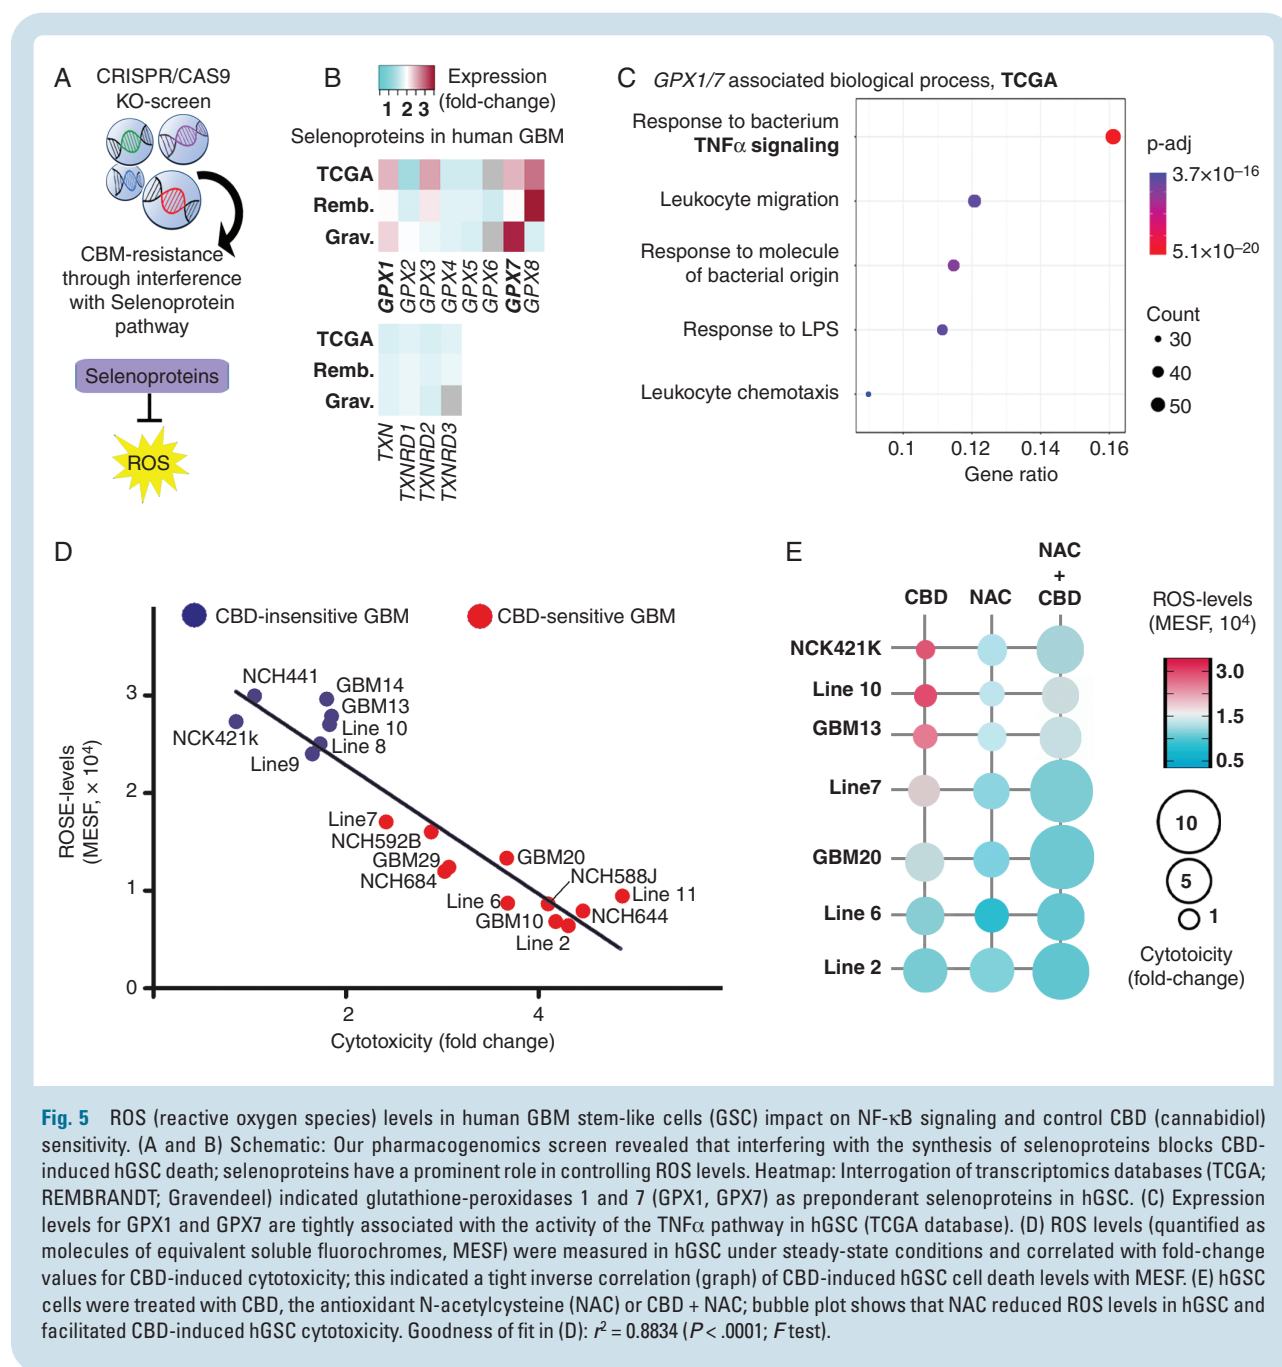 A
CRISPR/CAS9
KO-screen
CBM-resistance
through interference
with Selenoprotein
pathway
Selenoproteins
ROS
B
Expression
(fold-change)
1 2 3
Selenoproteins in human GBM
TCGA
Remb.
Grav.
GPX1
GPX2
GPX3
GPX4
GPX5
GPX6
GPX7
GPX8
TCGA
Remb.
Grav.
TXN
TXNRD1
TXNRD2
TXNRD3
C
GPX1/7 associated biological process, TCGA
Response to bacterium
TNFα signaling
Leukocyte migration
Response to molecule
of bacterial origin
Response to LPS
Leukocyte chemotaxis
0.1 0.12 0.14 0.16
Gene ratio
p-adj
3.7×10⁻¹⁶
5.1×10⁻²⁰
Count
30
40
50
D
CBD-insensitive GBM
CBD-sensitive GBM
ROSE-levels
(MESF, × 10⁴)
3
2
1
0
NCH441
GBM14
GBM13
NCK421k
Line 10
Line 8
Line9
Line7
NCH592B
GBM29
NCH684
GBM20
NCH588J
Line 6
Line 11
GBM10
NCH644
Line 2
2 4
Cytotoxicity (fold change)
E
CBD
NAC
NAC
+
CBD
NCK421K
Line 10
GBM13
Line7
GBM20
Line 6
Line 2
ROS-levels
(MESF, 10⁴)
3.0
1.5
0.5
10
5
1
Cytotoicity
(fold-change)
Fig. 5 ROS (reactive oxygen species) levels in human GBM stem-like cells (GSC) impact on NF-κB signaling and control CBD (cannabidiol)
sensitivity. (A and B) Schematic: Our pharmacogenomics screen revealed that interfering with the synthesis of selenoproteins blocks CBD-
induced hGSC death; selenoproteins have a prominent role in controlling ROS levels. Heatmap: Interrogation of transcriptomics databases (TCGA;
REMBRANDT; Gravendeel) indicated glutathione-peroxidases 1 and 7 (GPX1, GPX7) as preponderant selenoproteins in hGSC. (C) Expression
levels for GPX1 and GPX7 are tightly associated with the activity of the TNFα pathway in hGSC (TCGA database). (D) ROS levels (quantified as
molecules of equivalent soluble fluorochromes, MESF) were measured in hGSC under steady-state conditions and correlated with fold-change
values for CBD-induced cytotoxicity; this indicated a tight inverse correlation (graph) of CBD-induced hGSC cell death levels with MESF. (E) hGSC
cells were treated with CBD, the antioxidant N-acetylcysteine (NAC) or CBD + NAC; bubble plot shows that NAC reduced ROS levels in hGSC and
facilitated CBD-induced hGSC cytotoxicity. Goodness of fit in (D): r² = 0.8834 (P < .0001; F test).